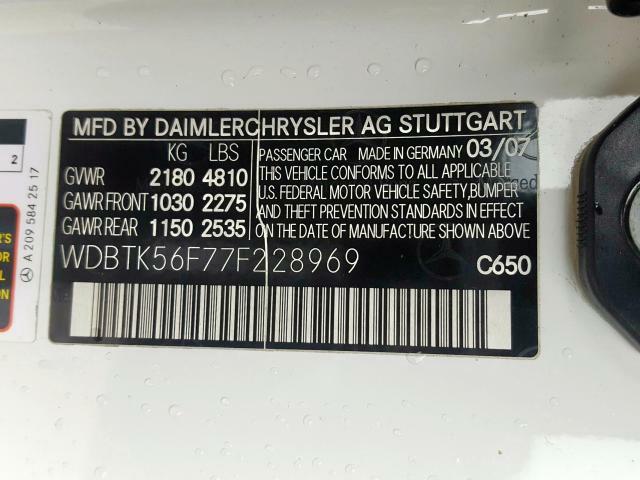 MFD BY DAIMLERCHRYSLER AG STUTTGART
KG LBS
GVWR 2180 4810
GAWR FRONT 1030 2275
GAWR REAR 1150 2535
PASSENGER CAR MADE IN GERMANY 03/07
THIS VEHICLE CONFORMS TO ALL APPLICABLE
U.S. FEDERAL MOTOR VEHICLE SAFETY, BUMPER
AND THEFT PREVENTION STANDARDS IN EFFECT
ON THE DATE OF MANUFACTURE SHOWN ABOVE
WDBTK56F77F228969
C650
2
A 209 584 25 17